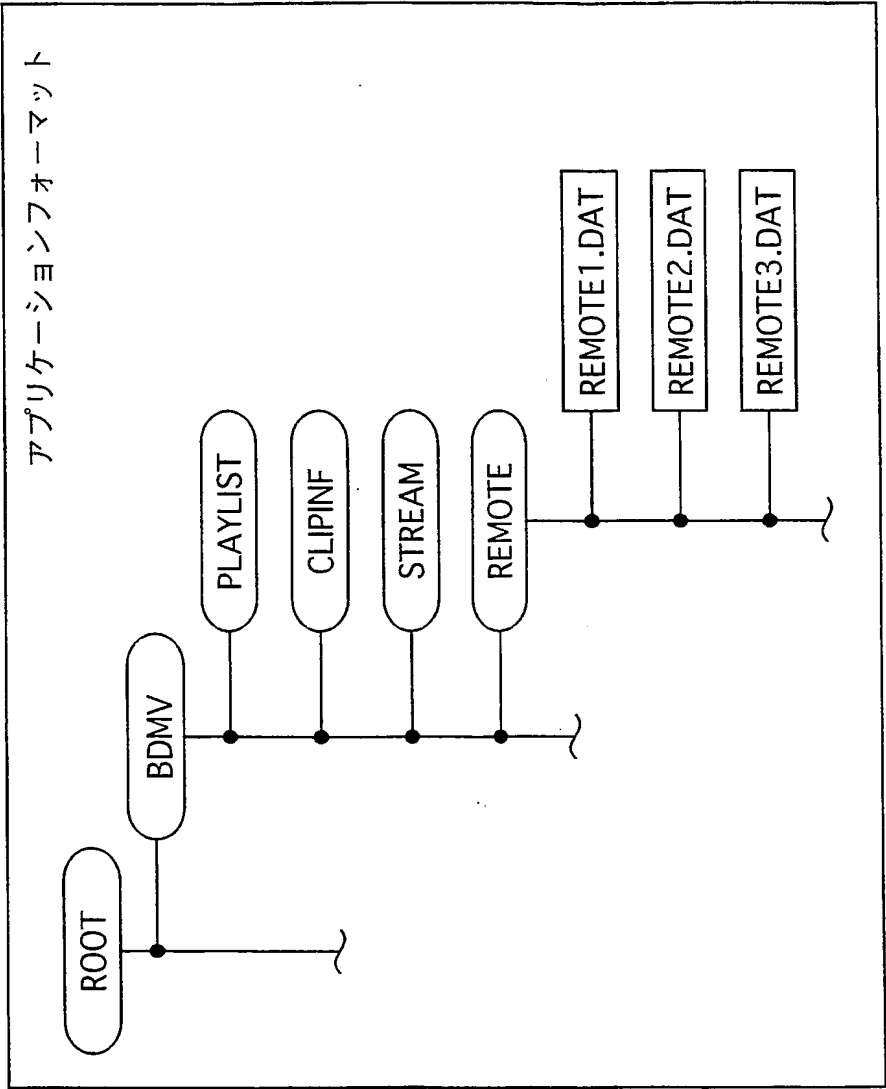 アプリケーションフォーマット
ROOT
BDMV
PLAYLIST
CLIPINF
STREAM
REMOTE
REMOTE1.DAT
REMOTE2.DAT
REMOTE3.DAT